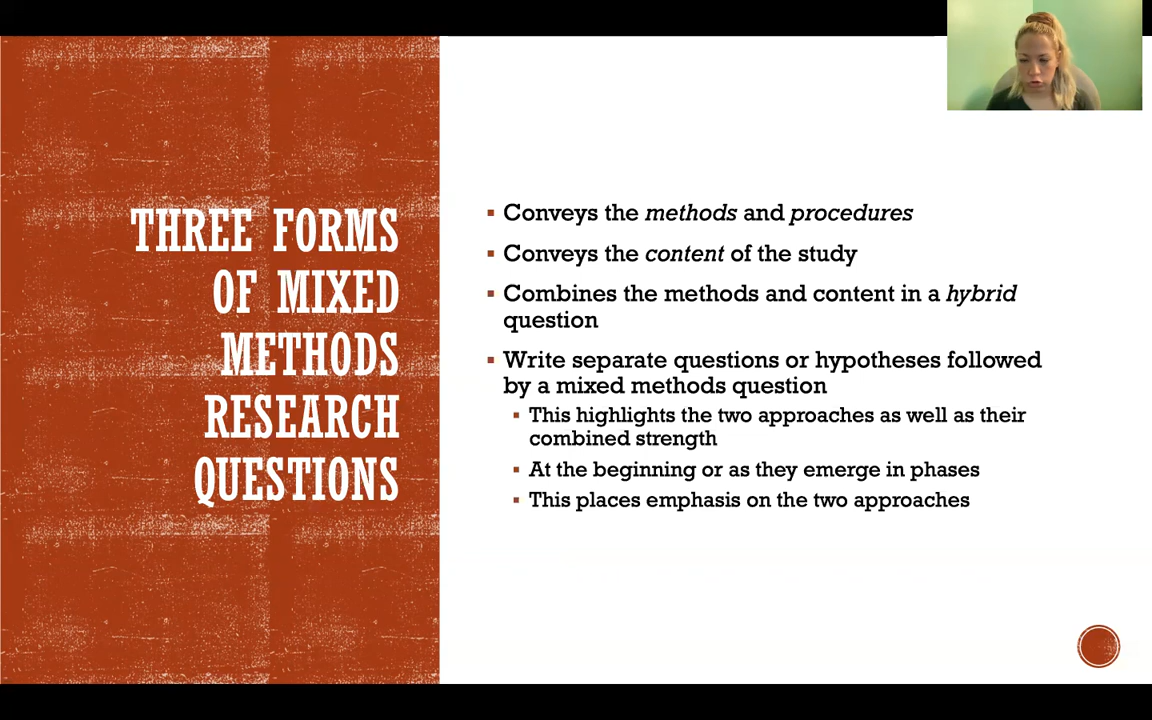 THREE FORMS
OF MIXED
METHODS
RESEARCH
QUESTIONS
Conveys the methods and procedures
Conveys the content of the study
Combines the methods and content in a hybrid
question
Write separate questions or hypotheses followed
by a mixed methods question
This highlights the two approaches as well as their
combined strength
At the beginning or as they emerge in phases
This places emphasis on the two approaches